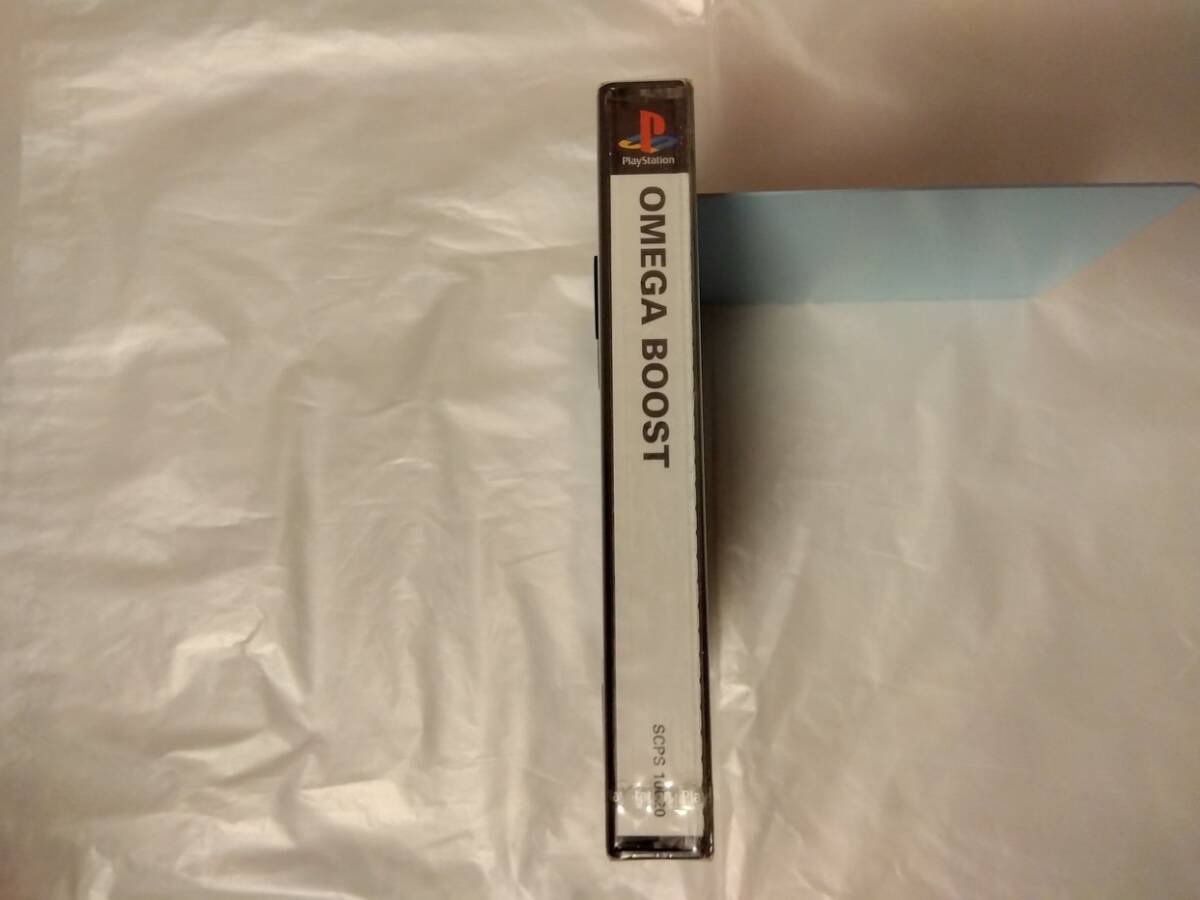 PlayStation
OMEGA BOOST
SCPS